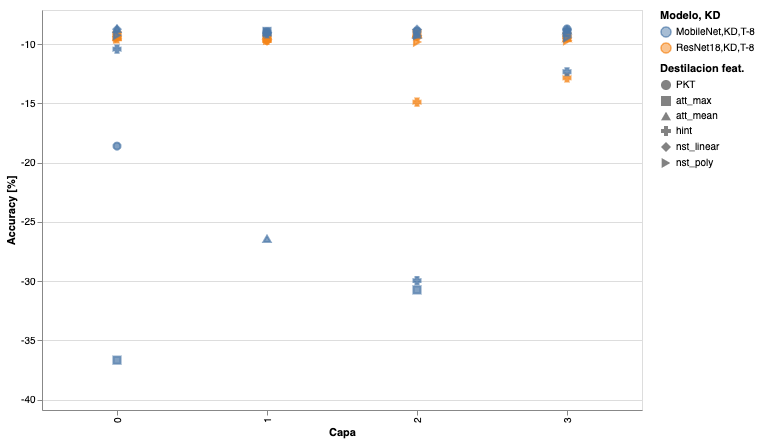 -10
-15
-20
-25
-30
-35
-40
Accuracy [%]
0
1
2
3
Capa
Modelo, KD
MobileNet,KD,T-8
ResNet18,KD,T-8
Destilacion feat.
PKT
att_max
att_mean
hint
nst_linear
nst_poly